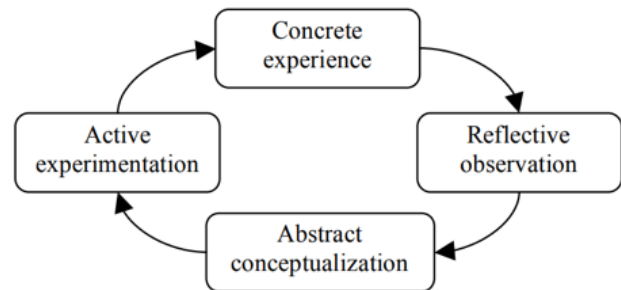 Concrete
experience
Active
experimentation
Reflective
observation
Abstract
conceptualization